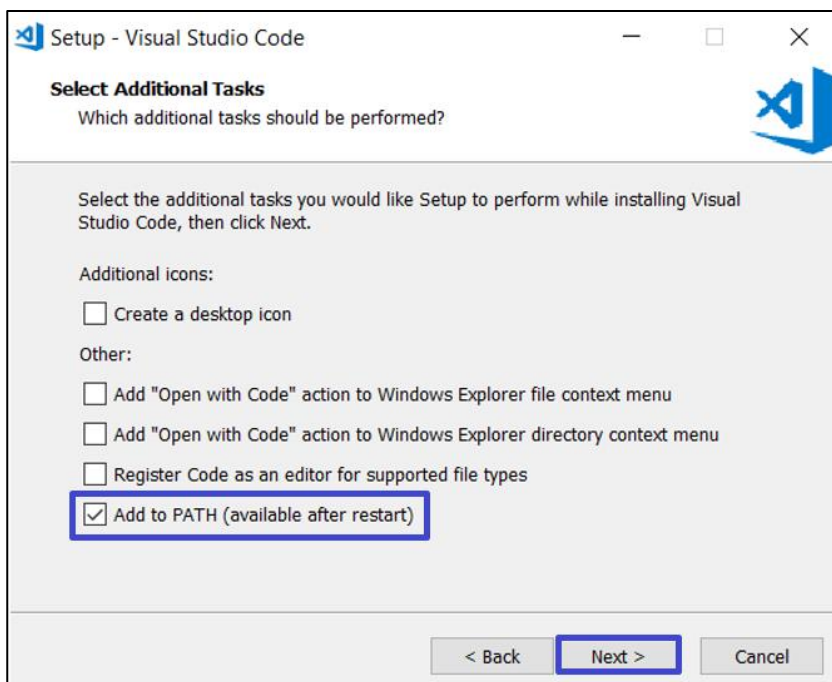 Setup - Visual Studio Code
Select Additional Tasks
Which additional tasks should be performed?
Select the additional tasks you would like Setup to perform while installing Visual
Studio Code, then click Next.
Additional icons:
Create a desktop icon
Other:
Add "Open with Code" action to Windows Explorer file context menu
Add "Open with Code" action to Windows Explorer directory context menu
Register Code as an editor for supported file types
Add to PATH (available after restart)
< Back Next > Cancel